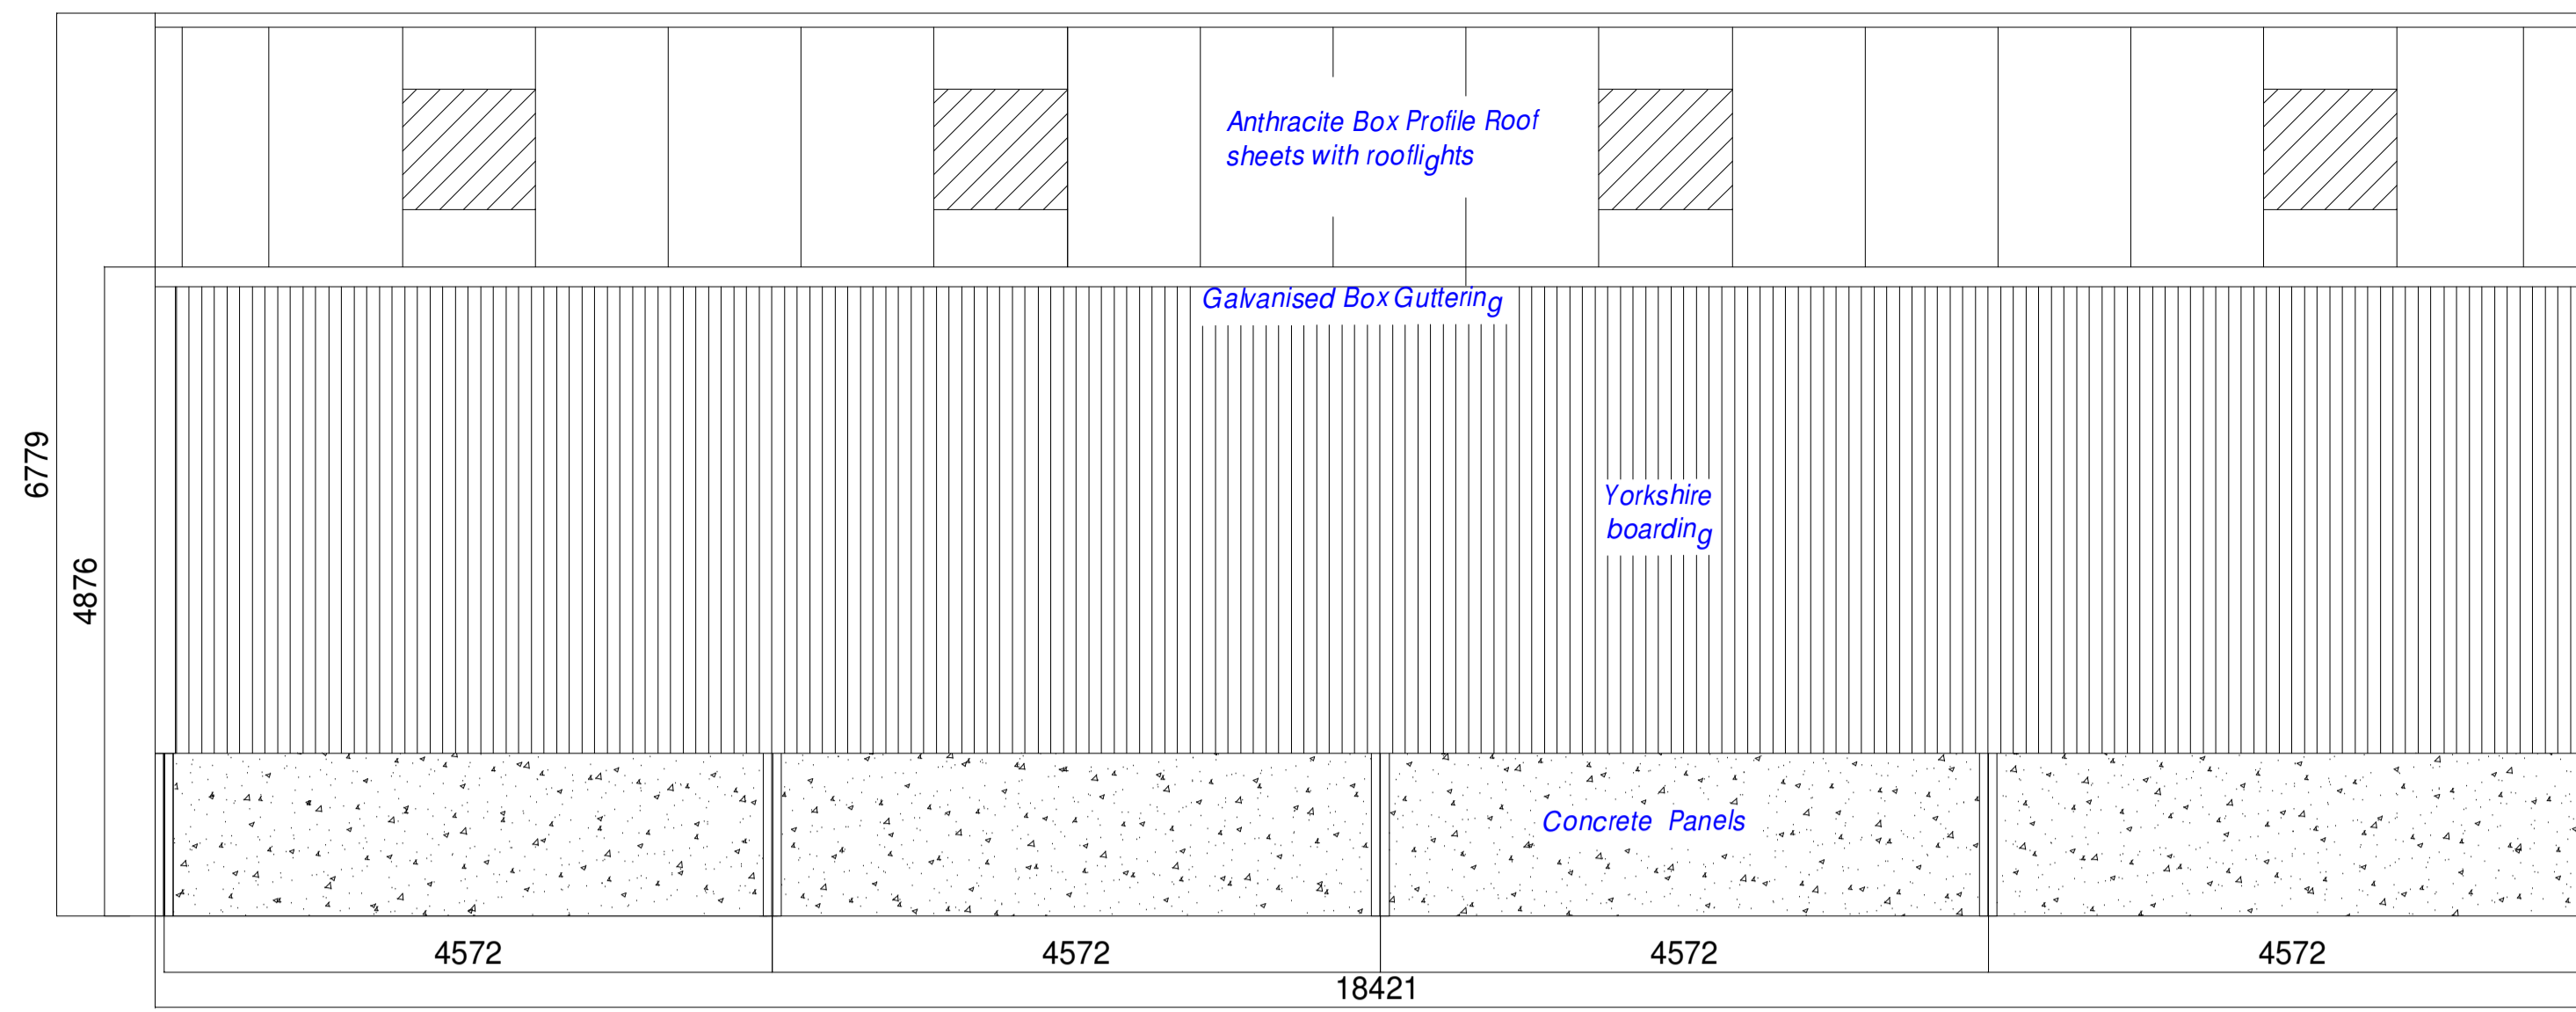 Anthracite Box Profile Roof
sheets with rooflights
Galvanised Box Guttering
6779
Yorkshire
boarding
4876
Concrete Panels
4572 4572 4572 4572
18421